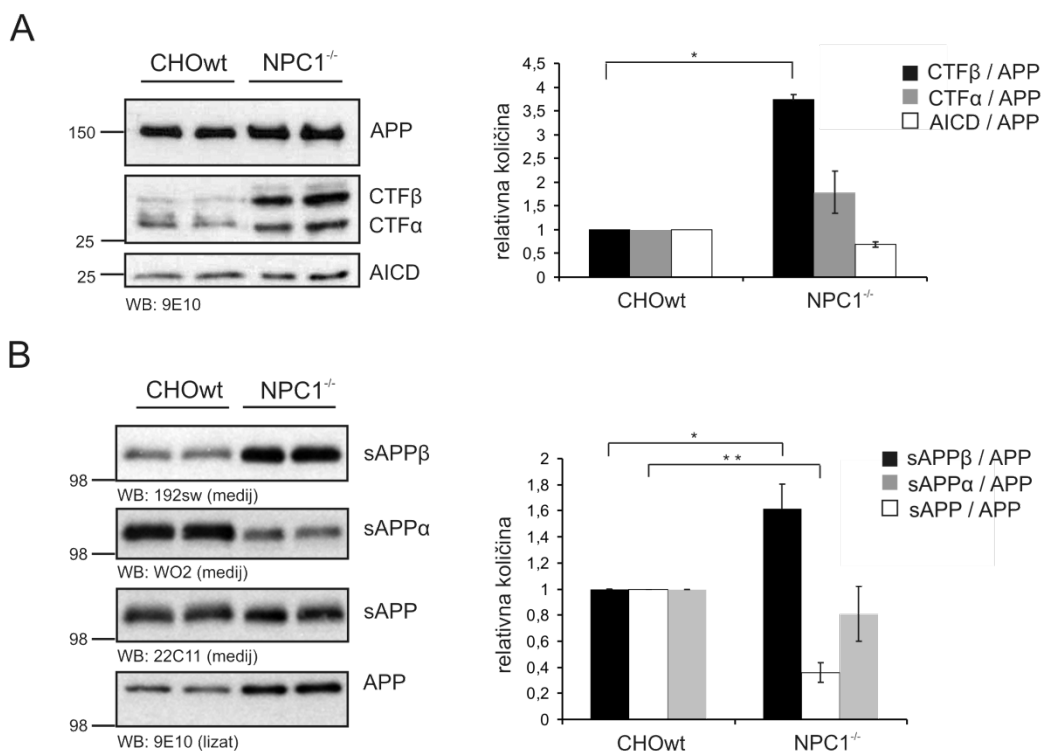 A
CHOwt NPC1-/-
150
APP
CTFβ
CTFα
25
25
AICD
WB: 9E10
relativna količina
4,5
4
3,5
3
2,5
2
1,5
1
0,5
0
*
CTFβ / APP
CTFα / APP
AICD / APP
CHOwt NPC1-/-
B
CHOwt NPC1-/-
sAPPβ
98
WB: 192sw (medij)
sAPPα
98
WB: WO2 (medij)
sAPP
98
WB: 22C11 (medij)
APP
98
WB: 9E10 (lizat)
relativna količina
2
1,8
1,6
1,4
1,2
1
0,8
0,6
0,4
0,2
0
*
* *
sAPPβ / APP
sAPPα / APP
sAPP / APP
CHOwt NPC1-/-